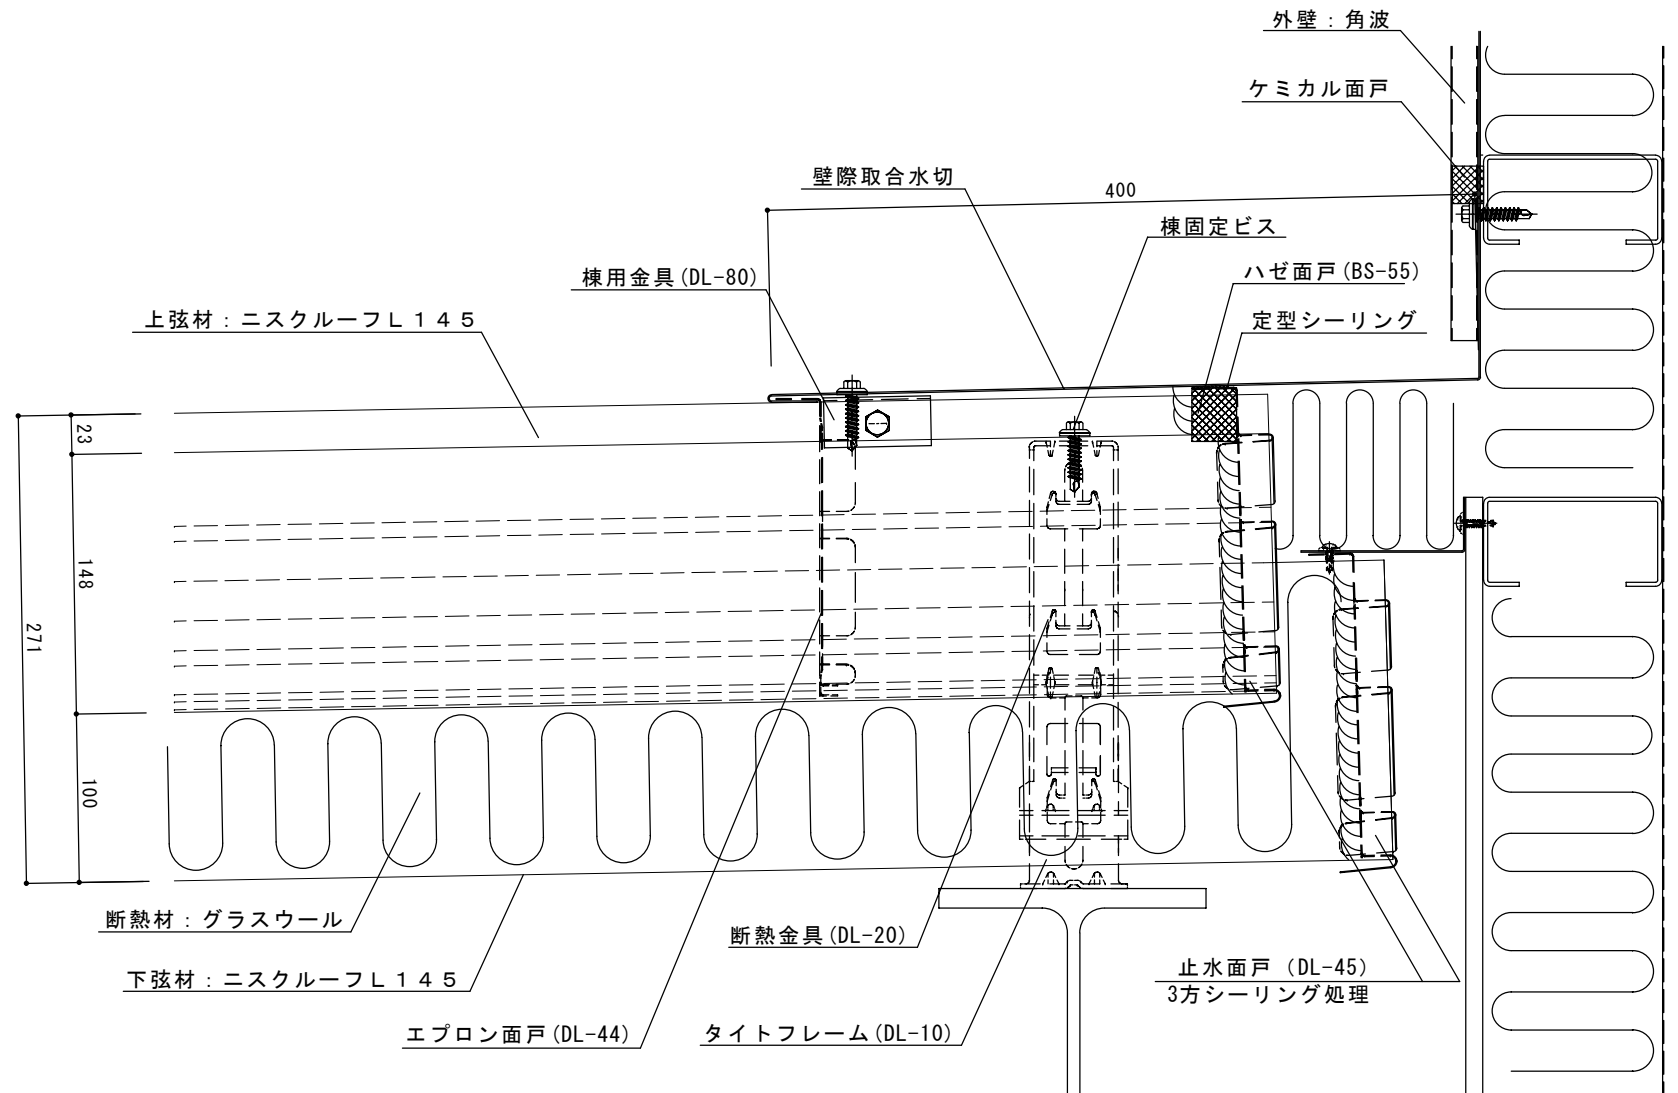 外壁：角波
ケミカル面戸
壁際取合水切
400
棟固定ビス
棟用金具(DL-80)
ハゼ面戸(BS-55)
上弦材：ニスクルーフＬ１４５
定型シーリング
23
148
271
100
断熱材：グラスウール
断熱金具(DL-20)
下弦材：ニスクルーフＬ１４５
止水面戸（DL-45）
3方シーリング処理
エプロン面戸(DL-44)
タイトフレーム(DL-10)